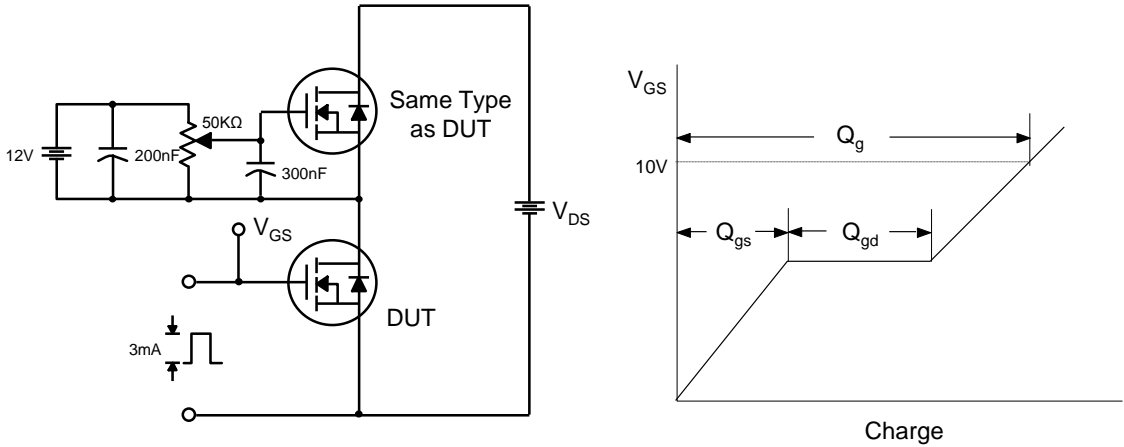 12V
200nF
50KΩ
300nF
Same Type
as DUT
V_DS
V_GS
DUT
3mA
V_GS
10V
Q_g
Q_gs
Q_gd
Charge